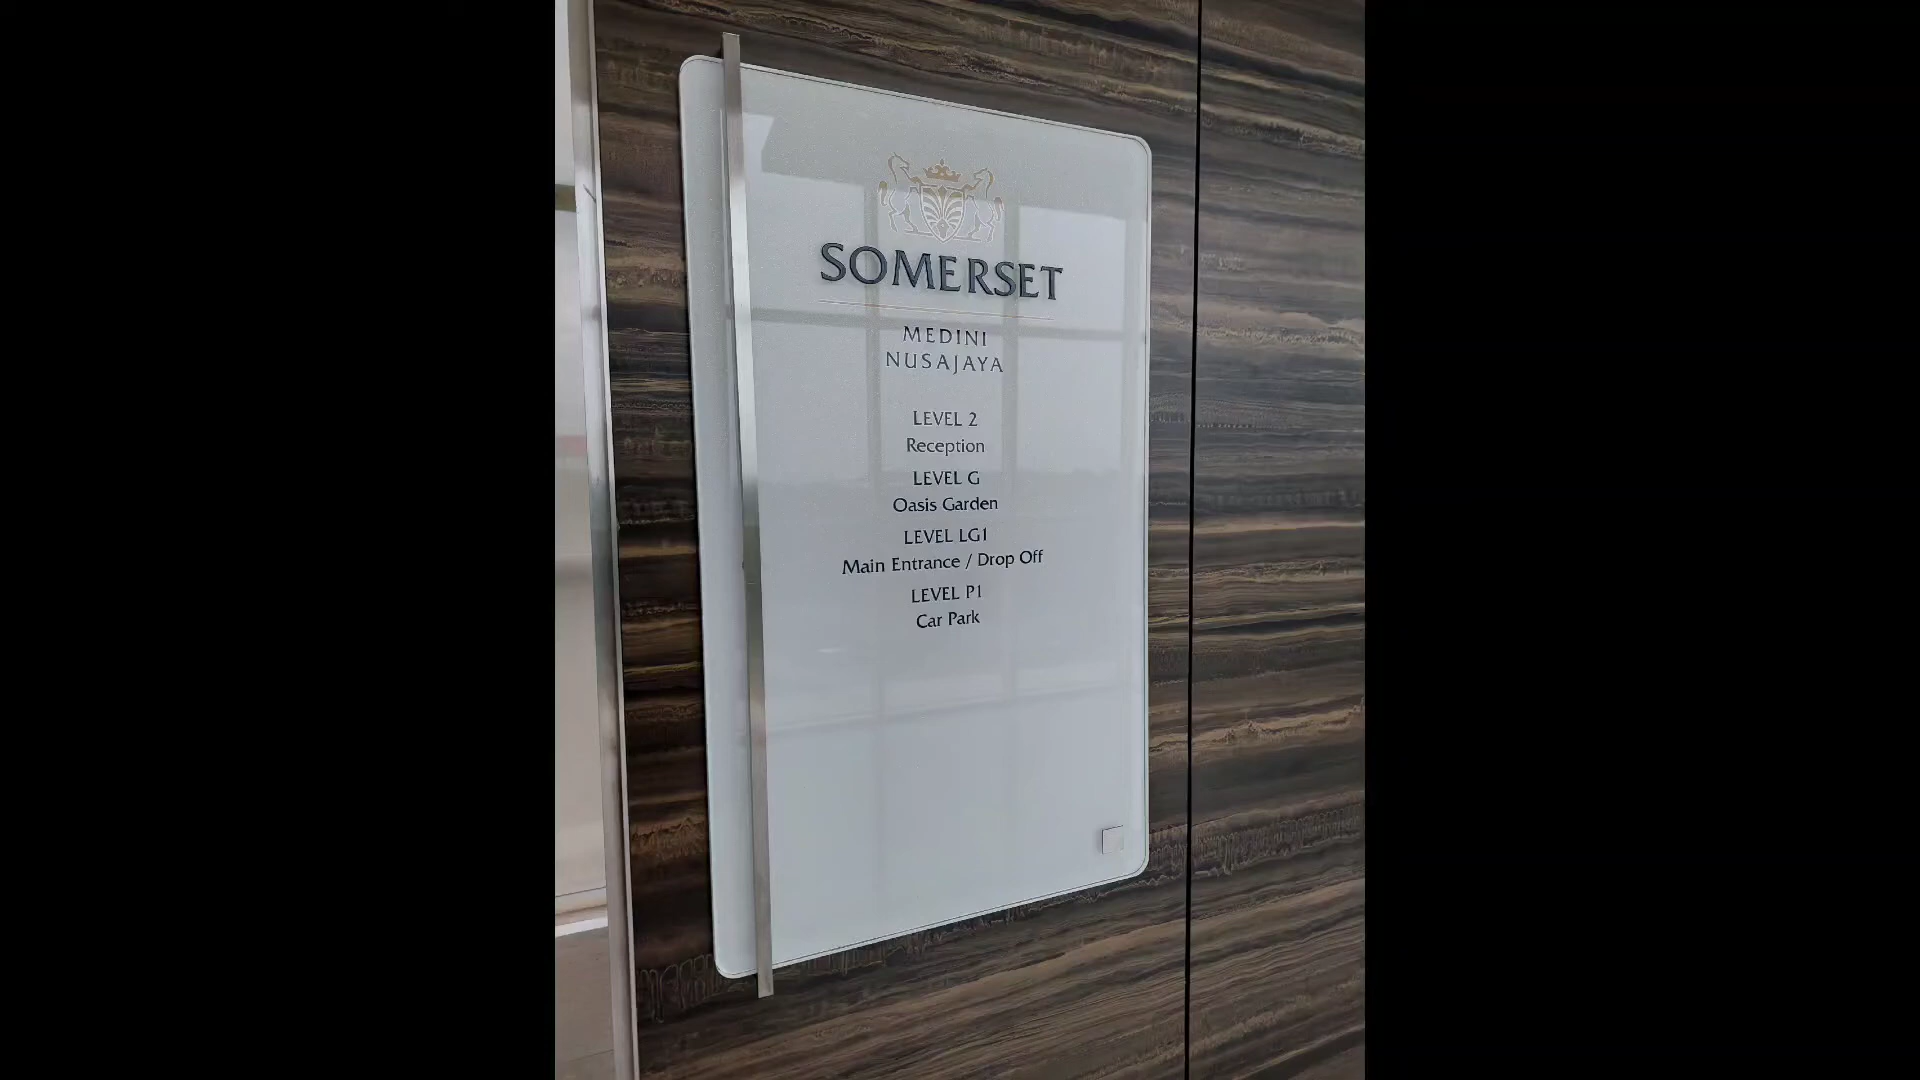 SOMERSET
MEDINI
NUSAJAYA
LEVEL 2
Reception
LEVEL G
Oasis Garden
LEVEL LG1
Main Entrance / Drop Off
LEVEL P1
Car Park